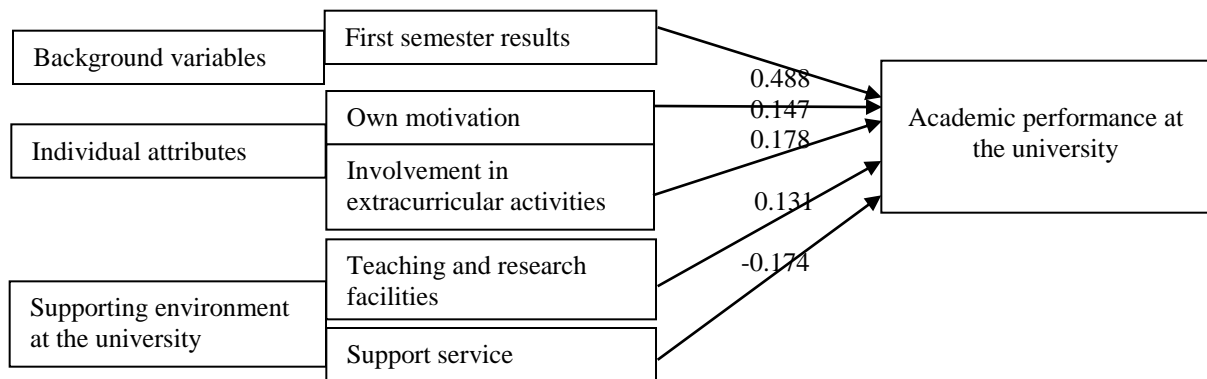 Background variables
First semester results
Individual attributes
Own motivation
Involvement in
extracurricular activities
Supporting environment
at the university
Teaching and research
facilities
Support service
0.488
0.147
0.178
0.131
-0.174
Academic performance at
the university